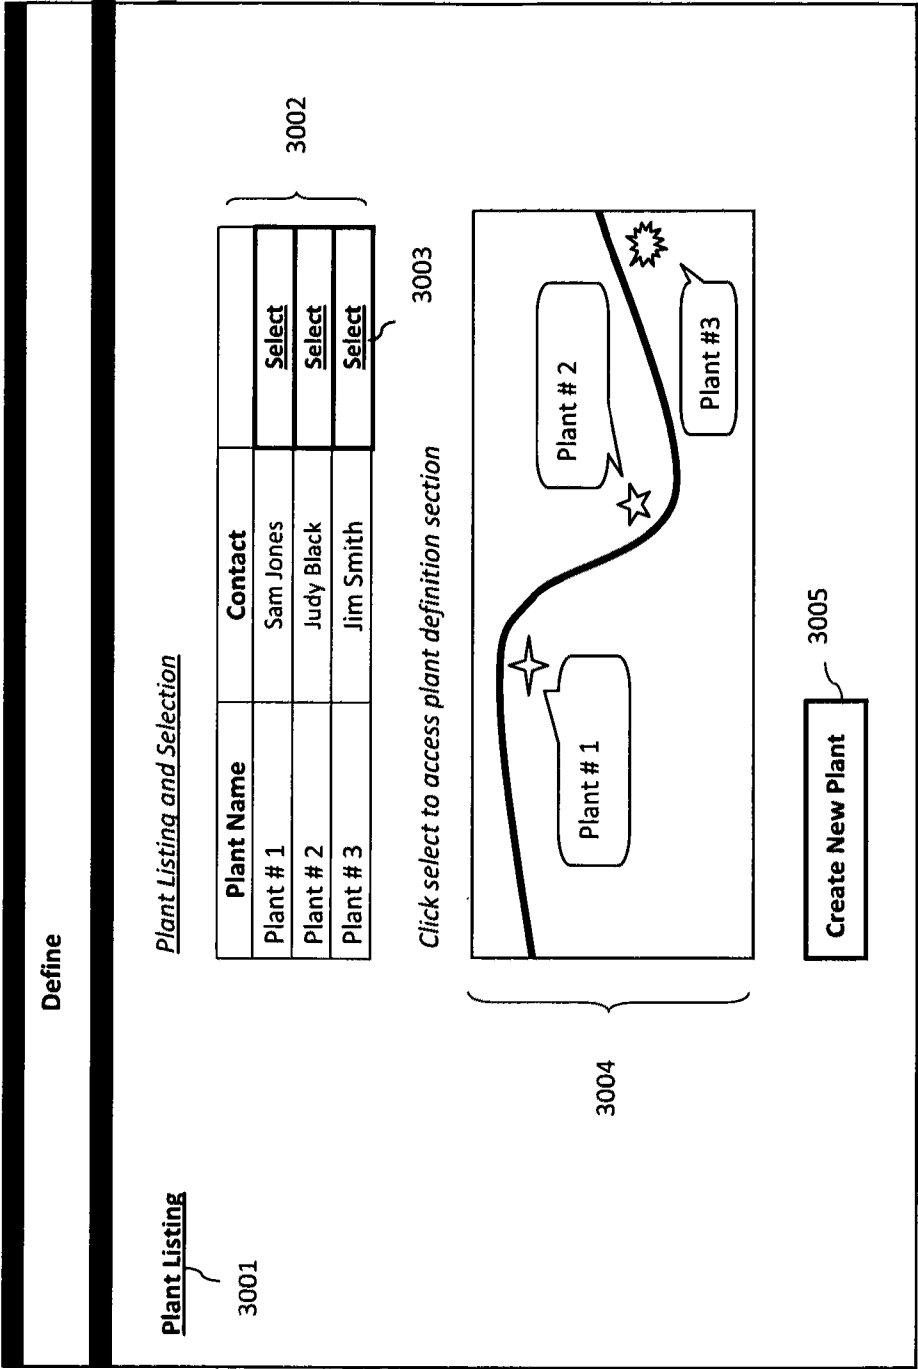 Define
Plant Listing
3001
Plant Listing and Selection
Plant Name Contact
Plant # 1 Sam Jones Select
Plant # 2 Judy Black Select
Plant # 3 Jim Smith Select
3002
3003
Click select to access plant definition section
Plant # 1
Plant # 2
Plant #3
3004
Create New Plant
3005